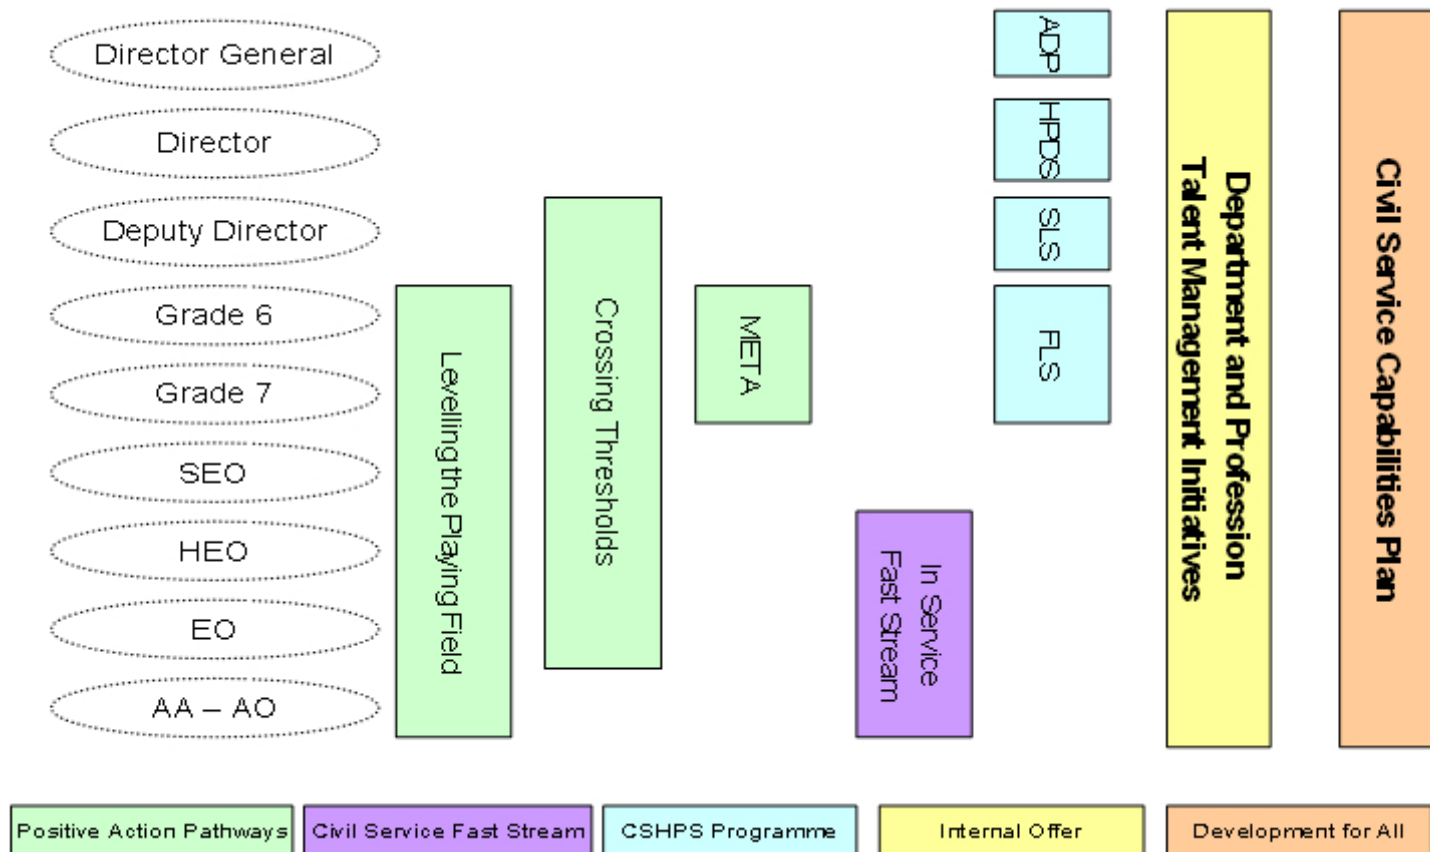 Director General
Director
Deputy Director
Grade 6
Grade 7
SEO
HEO
EO
AA – AO
Levelling the Playing Field
Crossing Thresholds
META
In Service
Fast Stream
ADP
HPDS
SLS
FLS
Department and Profession
Talent Management Initiatives
Civil Service Capabilities Plan
Positive Action Pathways
Civil Service Fast Stream
CSHPS Programme
Internal Offer
Development for All